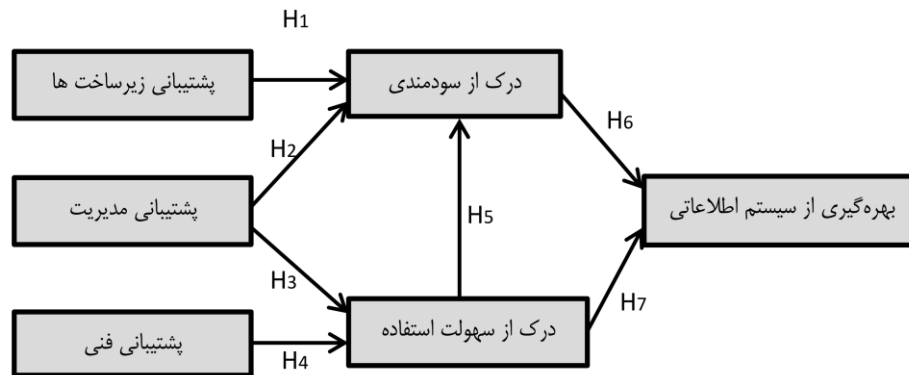 H1
پشتیبانی زیرساخت ها
درک از سودمندی
H2
H6
پشتیبانی مدیریت
H5
بهره‌گیری از سیستم اطلاعاتی
H3
H7
پشتیبانی فنی
درک از سهولت استفاده
H4